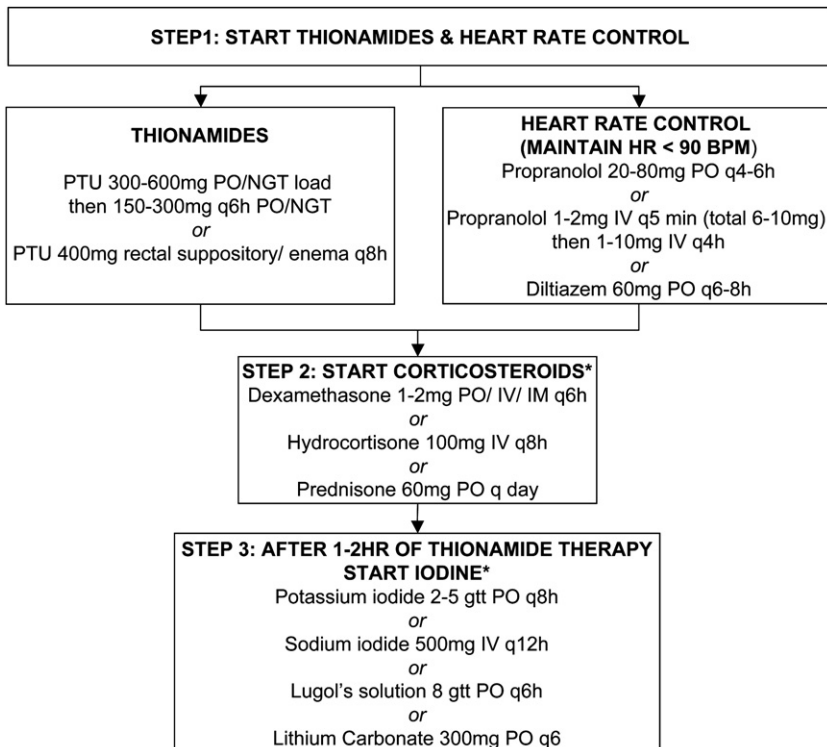 STEP1: START THIONAMIDES & HEART RATE CONTROL
THIONAMIDES
PTU 300-600mg PO/NGT load
then 150-300mg q6h PO/NGT
or
PTU 400mg rectal suppository/ enema q8h
HEART RATE CONTROL
(MAINTAIN HR < 90 BPM)
Propranolol 20-80mg PO q4-6h
or
Propranolol 1-2mg IV q5 min (total 6-10mg)
then 1-10mg IV q4h
or
Diltiazem 60mg PO q6-8h
STEP 2: START CORTICOSTEROIDS*
Dexamethasone 1-2mg PO/ IV/ IM q6h
or
Hydrocortisone 100mg IV q8h
or
Prednisone 60mg PO q day
STEP 3: AFTER 1-2HR OF THIONAMIDE THERAPY
START IODINE*
Potassium iodide 2-5 gtt PO q8h
or
Sodium iodide 500mg IV q12h
or
Lugol's solution 8 gtt PO q6h
or
Lithium Carbonate 300mg PO q6